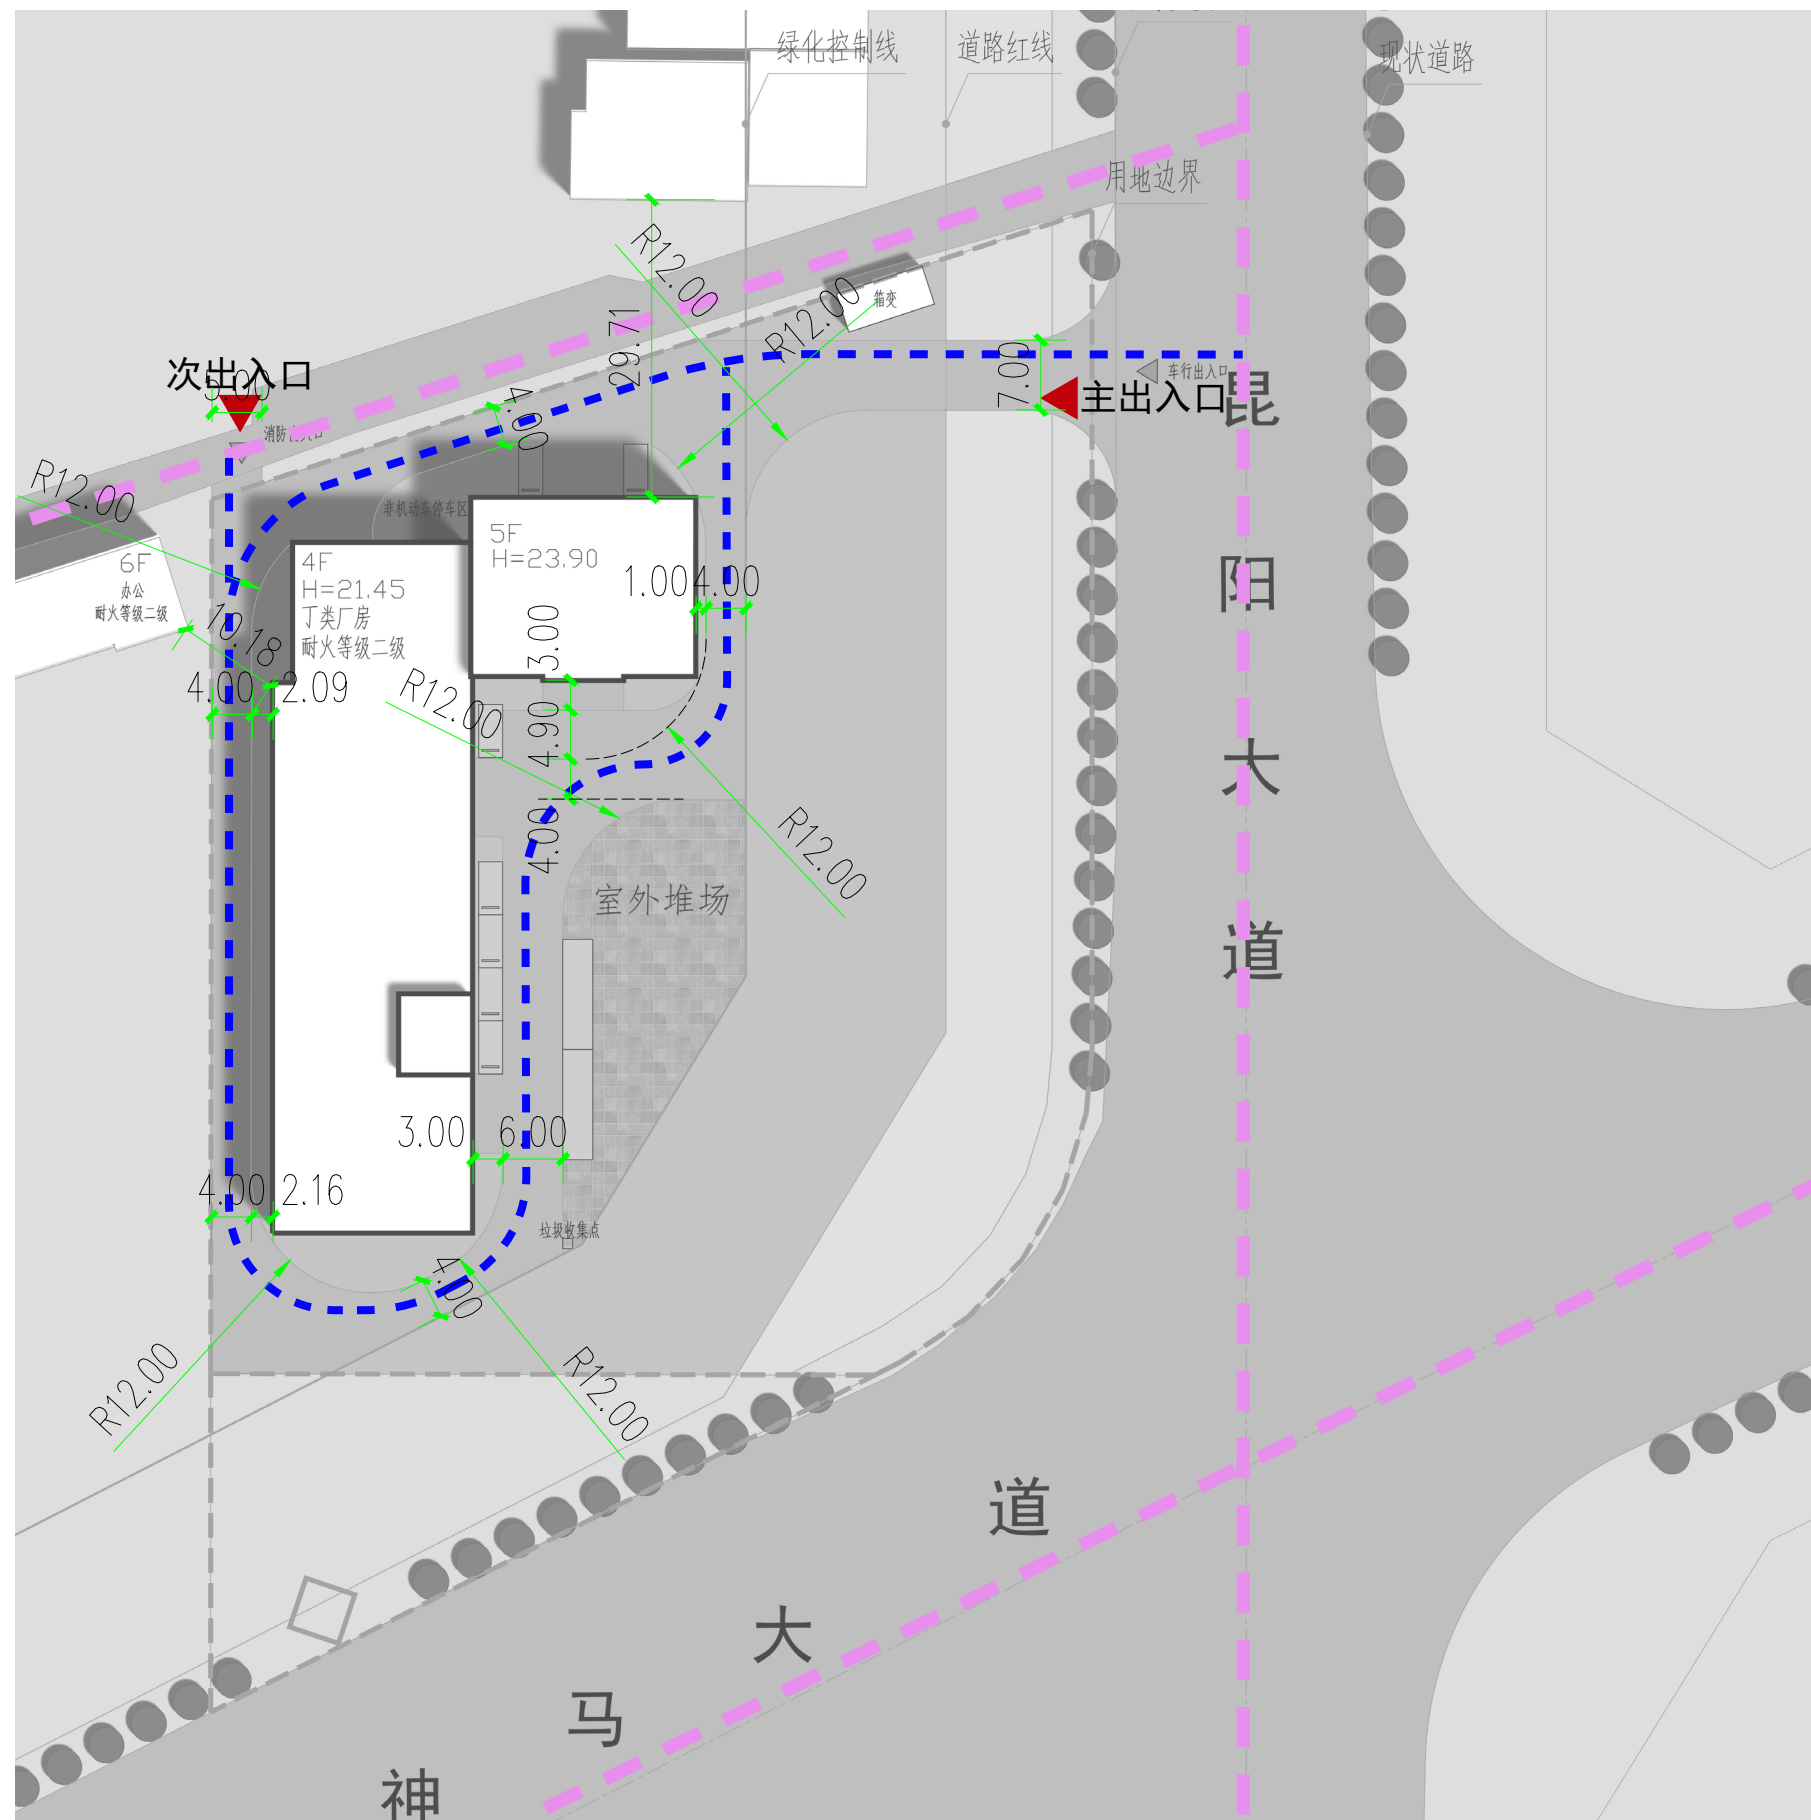 绿化控制线
道路红线
现状道路
用地边界
R12.00
29.71
R12.00
箱变
7.00
车行出入口
主出入口
次出入口
4.00
R12.00
非机动车停车区
6F
办公
耐火等级二级
10.18
4F
H=21.45
丁类厂房
耐火等级二级
5F
H=23.90
1.00
4.00
3.00
4.00
2.09
R12.00
4.90
4.00
R12.00
室外堆场
3.00
6.00
4.00
2.16
垃圾收集点
4.00
R12.00
R12.00
昆
阳
大
道
神
马
大
道